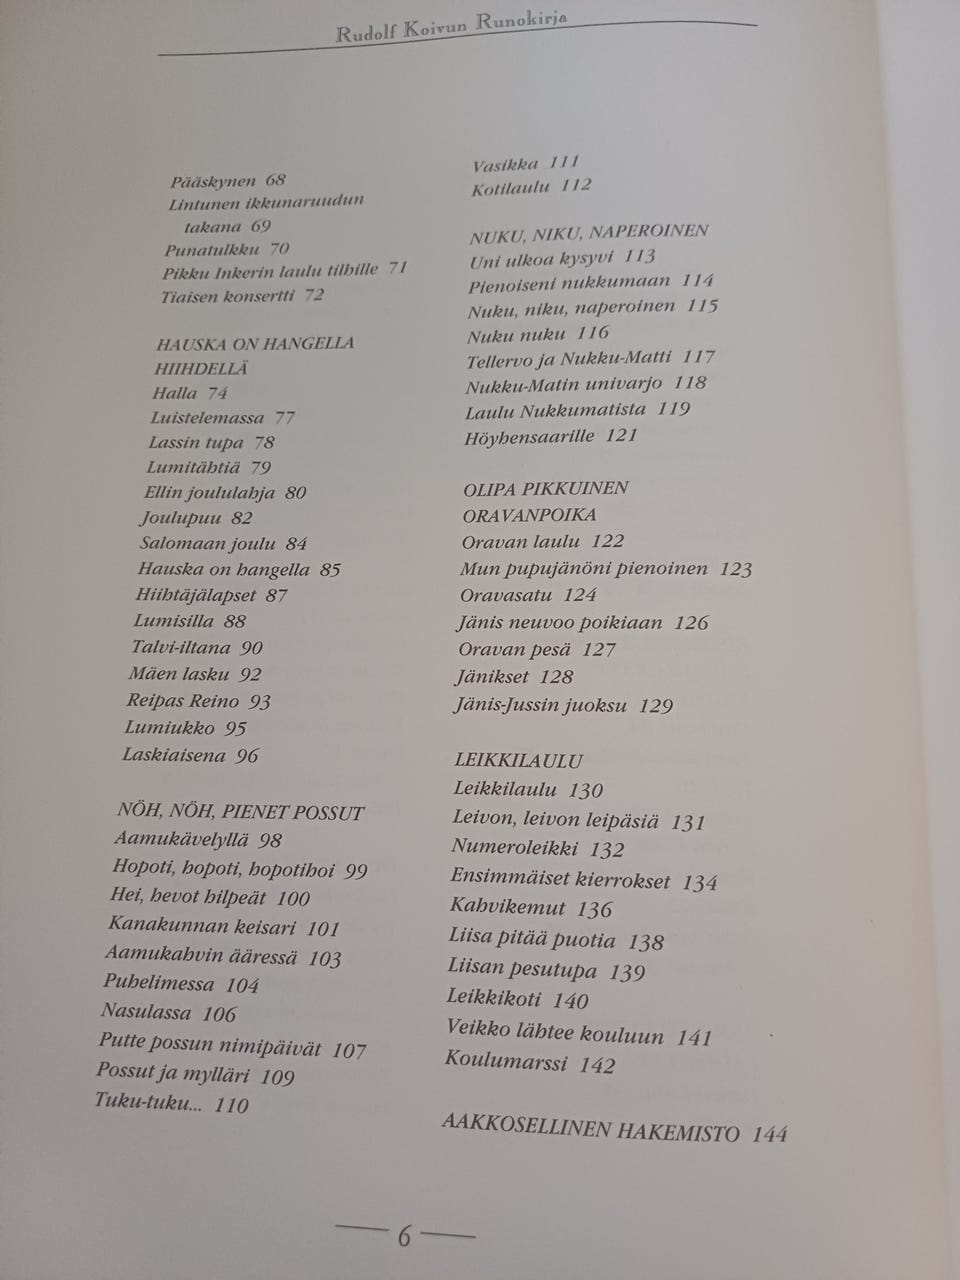 Rudolf Koivun Runokirja
Pääskynen 68
Lintunen ikkunaruudun
takana 69
Punatulkku 70
Pikku Inkerin laulu tilhille 71
Tiaisen konsertti 72
HAUSKA ON HANGELLA
HIIHDELLÄ
Halla 74
Luistelemassa 77
Lassin tupa 78
Lumitähtiä 79
Ellin joululahja 80
Joulupuu 82
Salomaan joulu 84
Hauska on hangella 85
Hiihtäjälapset 87
Lumisilla 88
Talvi-iltana 90
Mäen lasku 92
Reipas Reino 93
Lumiukko 95
Laskiaisena 96
NÖH, NÖH, PIENET POSSUT
Aamukävelyllä 98
Hopoti, hopoti, hopotihoi 99
Hei, hevot hilpeät 100
Kanakunnan keisari 101
Aamukahvin ääressä 103
Puhelimessa 104
Nasulassa 106
Putte possun nimipäivät 107
Possut ja mylläri 109
Tuku-tuku... 110
Vasikka 111
Kotilaulu 112
NUKU, NIKU, NAPEROINEN
Uni ulkoa kysyvi 113
Pienoiseni nukkumaan 114
Nuku, niku, naperoinen 115
Nuku nuku 116
Tellervo ja Nukku-Matti 117
Nukku-Matin univarjo 118
Laulu Nukkumatista 119
Höyhensaarille 121
OLIPA PIKKUINEN
ORAVANPOIKA
Oravan laulu 122
Mun pupujänöni pienoinen 123
Oravasatu 124
Jänis neuvoo poikiaan 126
Oravan pesä 127
Jänikset 128
Jänis-Jussin juoksu 129
LEIKKILAULU
Leikkilaulu 130
Leivon, leivon leipäsiä 131
Numeroleikki 132
Ensimmäiset kierrokset 134
Kahvikemut 136
Liisa pitää puotia 138
Liisan pesutupa 139
Leikkikoti 140
Veikko lähtee kouluun 141
Koulumarssi 142
AAKKOSELLINEN HAKEMISTO 144
6